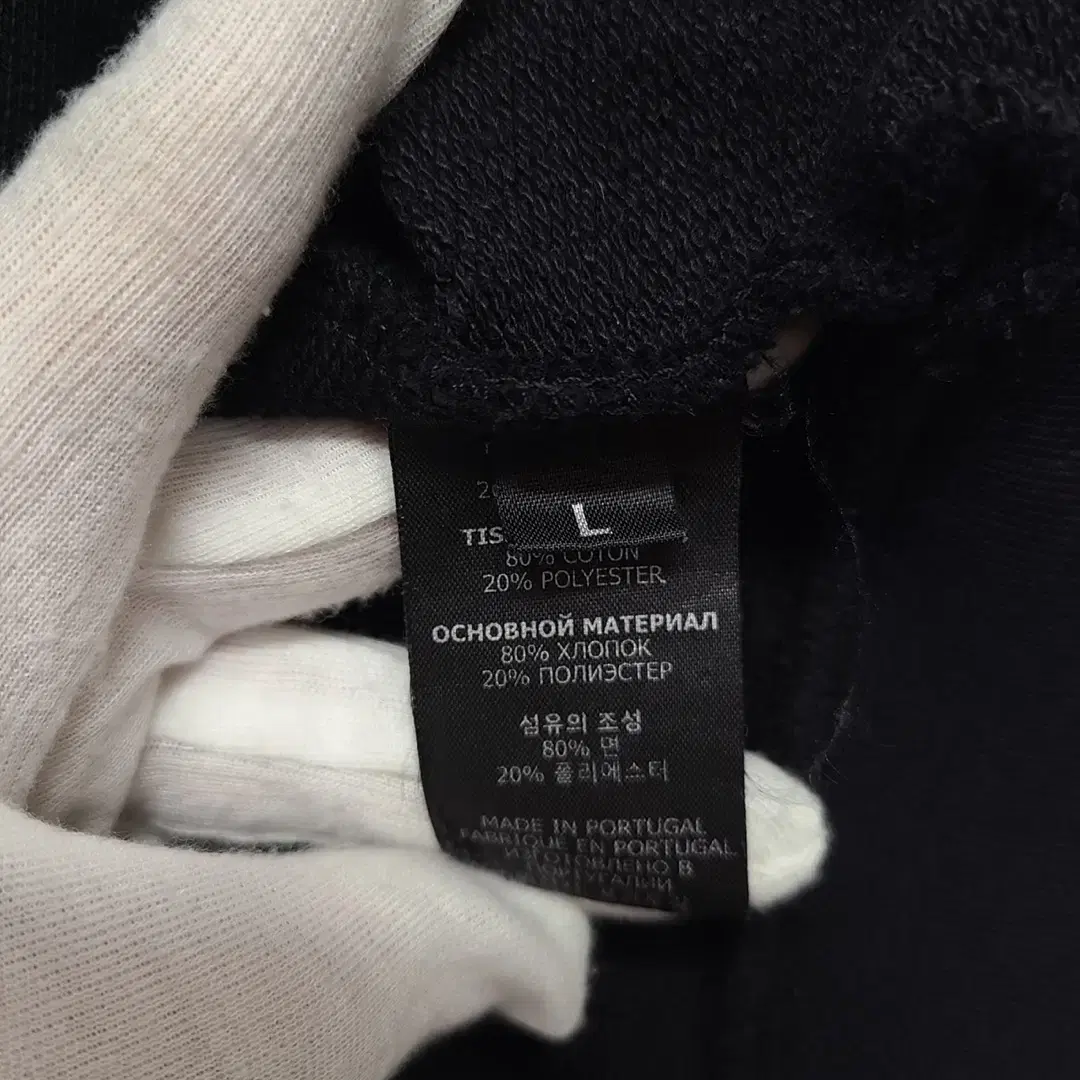 L
80% COTON
20% POLYESTER
ОСНОВНОЙ МАТЕРИАЛ
80% ХЛОПОК
20% ПОЛИЭСТЕР
섬유의 조성
80% 면
20% 폴리에스터
MADE IN PORTUGAL
FABRIQUE EN PORTUGAL
ИЗГОТОВЛЕНО В